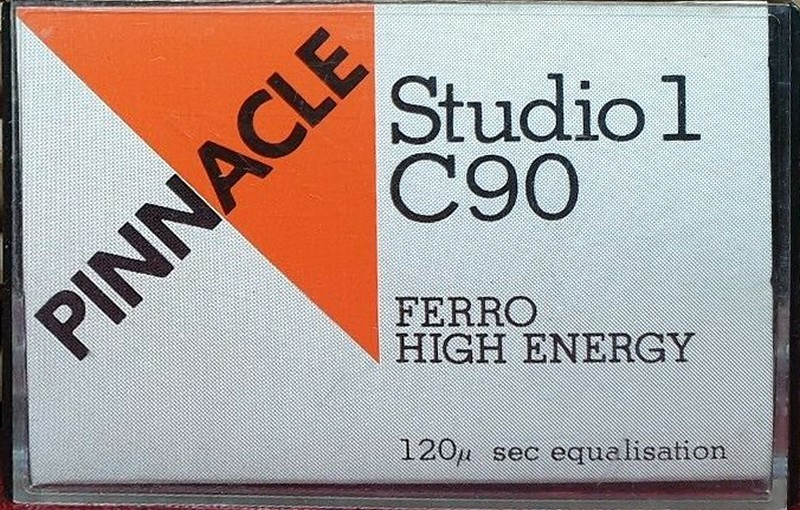 PINNACLE
Studio 1
C90
FERRO
HIGH ENERGY
120μ sec equalisation